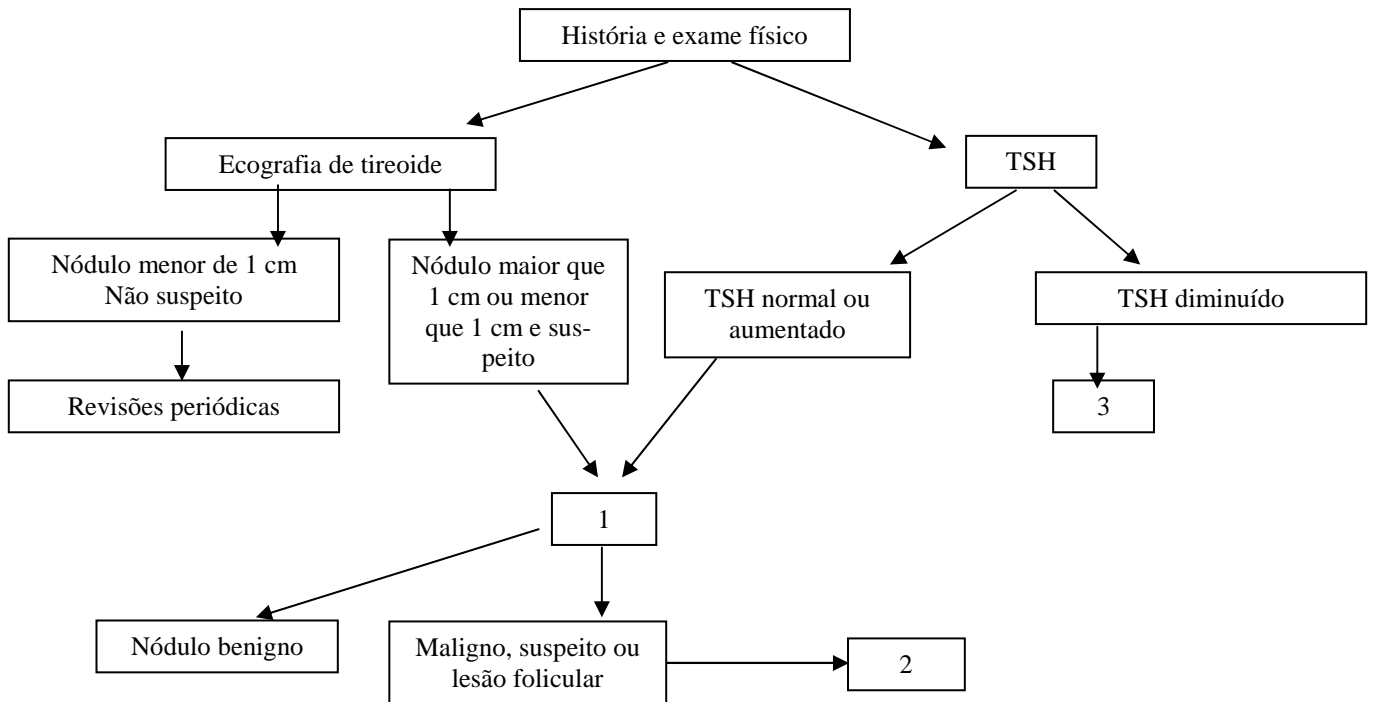 História e exame físico
Ecografia de tireoide
TSH
Nódulo menor de 1 cm
Não suspeito
Nódulo maior que
1 cm ou menor
que 1 cm e sus-
peito
TSH normal ou
aumentado
TSH diminuído
Revisões periódicas
3
1
Nódulo benigno
Maligno, suspeito ou
lesão folicular
2